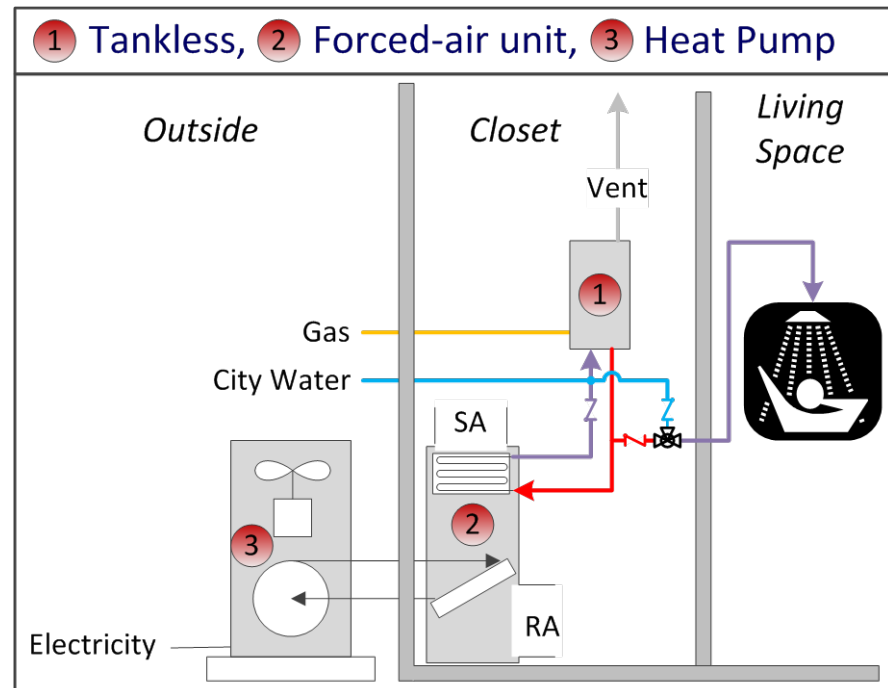 1 Tankless, 2 Forced-air unit, 3 Heat Pump
Outside
Closet
Living
Space
Vent
1
Gas
City Water
SA
2
3
RA
Electricity